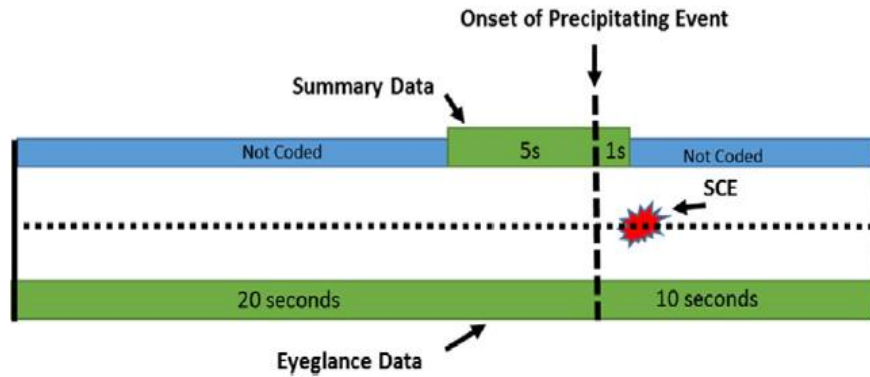 Onset of Precipitating Event
Summary Data
Not Coded
5s
1s
Not Coded
SCE
20 seconds
10 seconds
Eyeglance Data